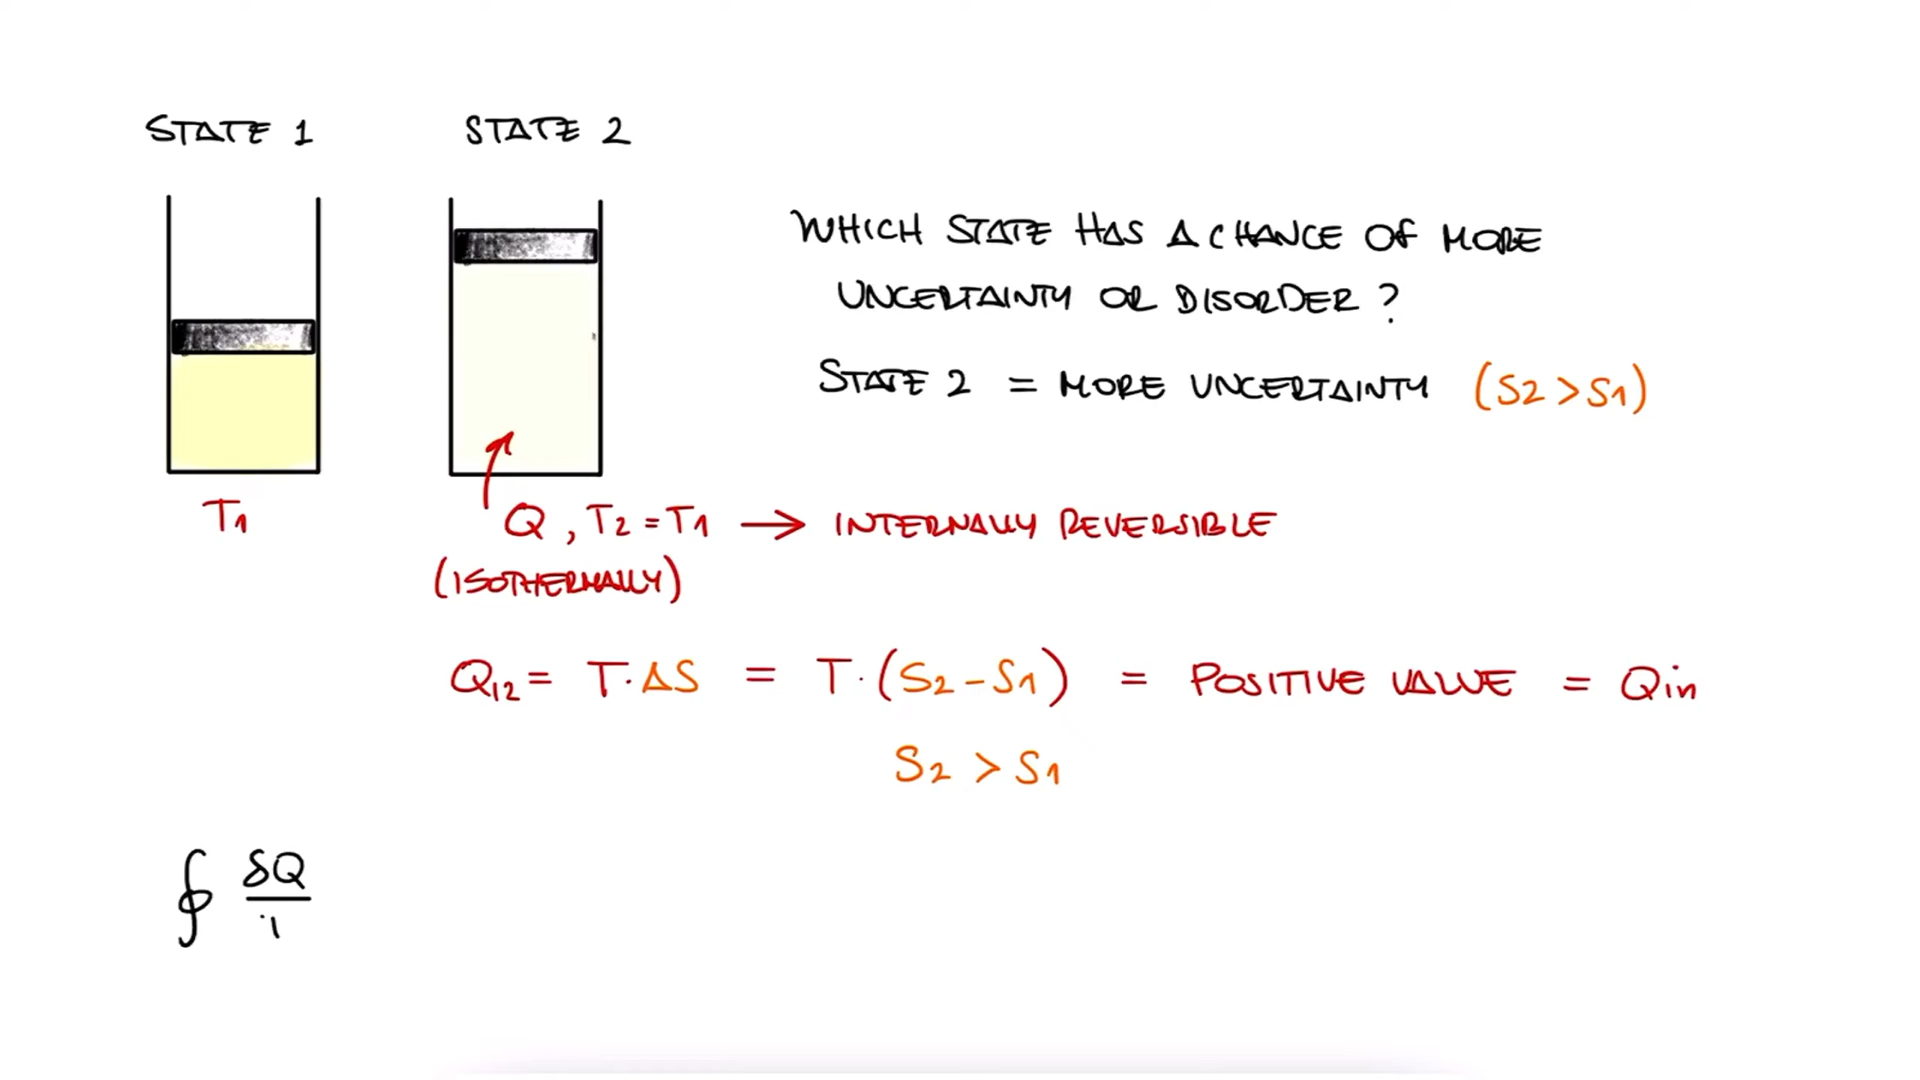 STATE 1
STATE 2
WHICH STATE HAS A CHANCE OF MORE
UNCERTAINTY OR DISORDER ?
STATE 2 = MORE UNCERTAINTY (S2 > S1)
T1
Q , T2 = T1 → INTERNALLY REVERSIBLE
(ISOTHERMALLY)
Q12 = T · ΔS = T · (S2 - S1) = POSITIVE VALUE = Qin
S2 > S1
∮ δQ